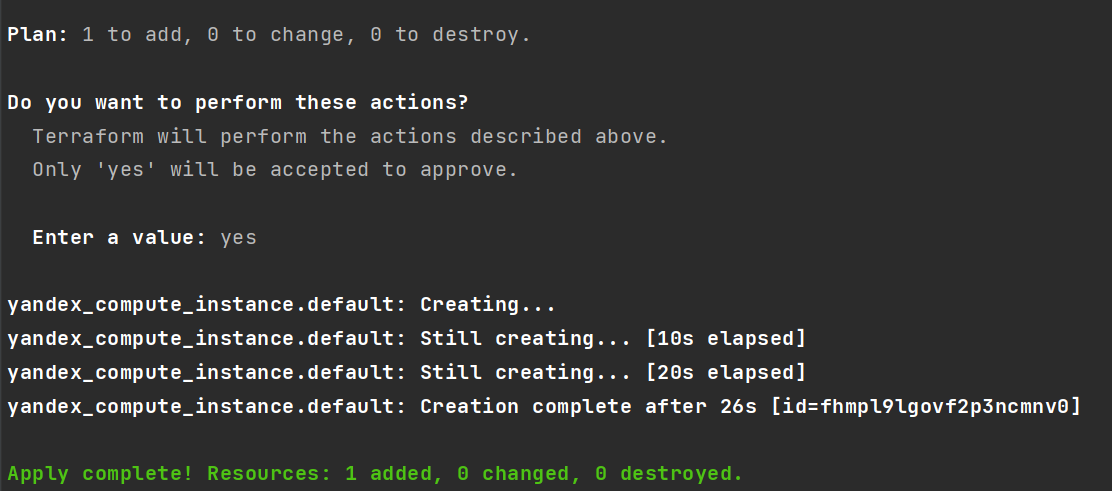 Plan: 1 to add, 0 to change, 0 to destroy.
Do you want to perform these actions?
Terraform will perform the actions described above.
Only 'yes' will be accepted to approve.
Enter a value: yes
yandex_compute_instance.default: Creating...
yandex_compute_instance.default: Still creating... [10s elapsed]
yandex_compute_instance.default: Still creating... [20s elapsed]
yandex_compute_instance.default: Creation complete after 26s [id=fhmpl9lgovf2p3ncmnv0]
Apply complete! Resources: 1 added, 0 changed, 0 destroyed.